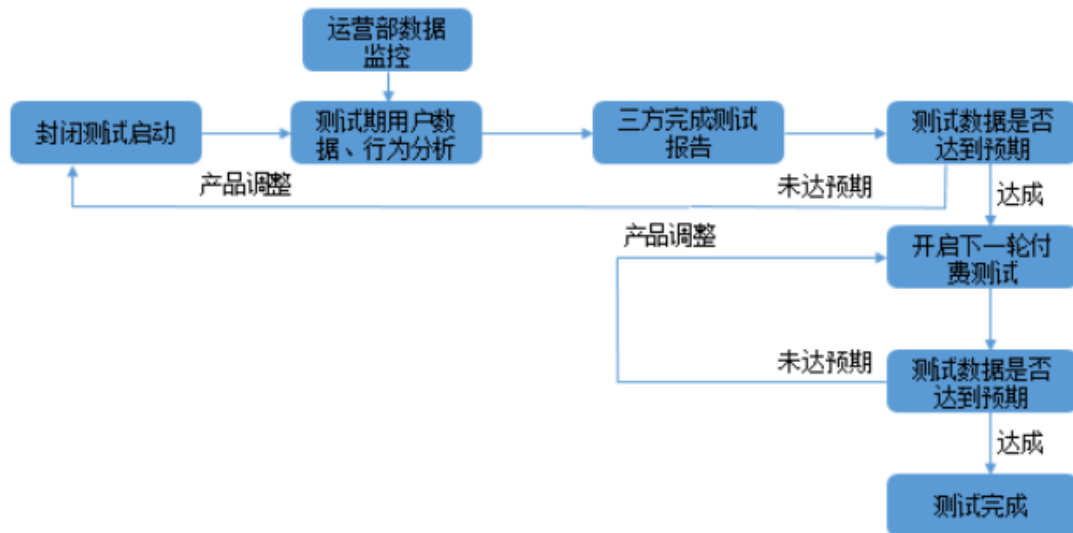 运营部数据
监控
封闭测试启动
测试期用户数
据、行为分析
三方完成测试
报告
测试数据是否
达到预期
产品调整
未达预期
达成
产品调整
开启下一轮付
费测试
未达预期
测试数据是否
达到预期
达成
测试完成